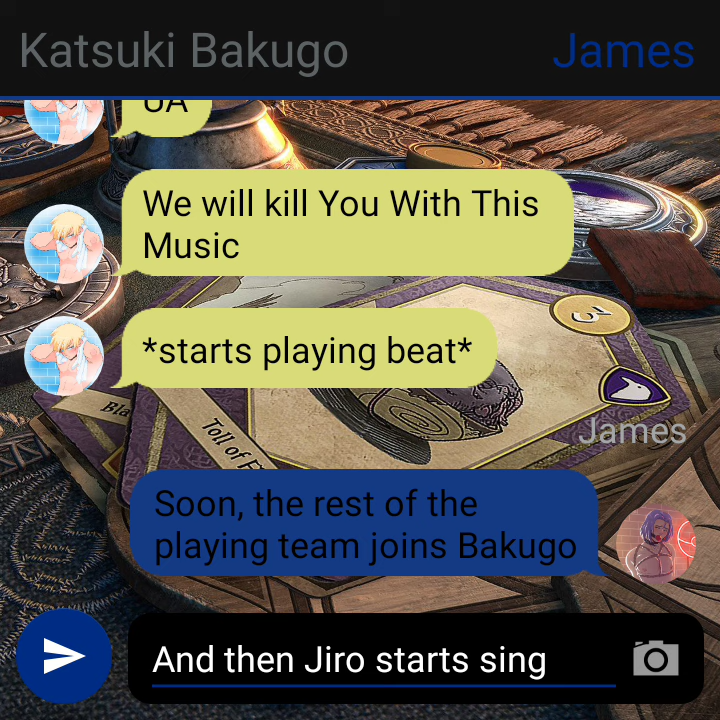 Katsuki Bakugo
James
UA
We will kill You With This
Music
*starts playing beat*
3
Toll of
James
Soon, the rest of the
playing team joins Bakugo
And then Jiro starts sing